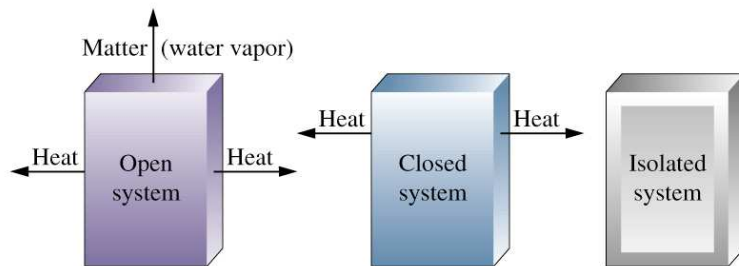 Matter (water vapor)
Heat
Heat
Open
system
Heat
Heat
Closed
system
Isolated
system